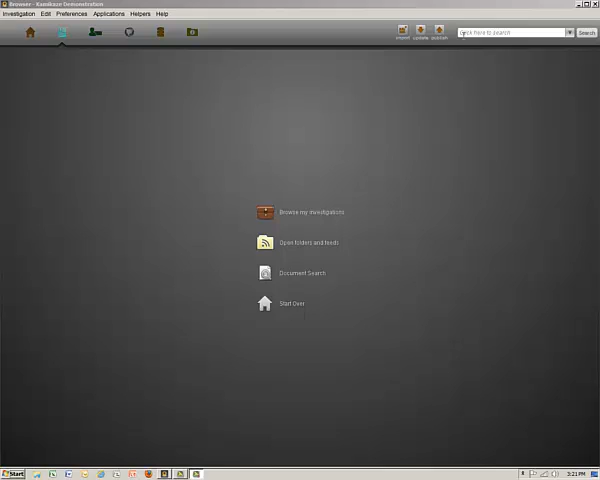 Browser - Kamikaze Demonstration
Investigation Edit Preferences Applications Helpers Help
import update publish
click here to search
Search
Browse my investigations
Open folders and feeds
Document Search
Start Over
Start
3:21 PM